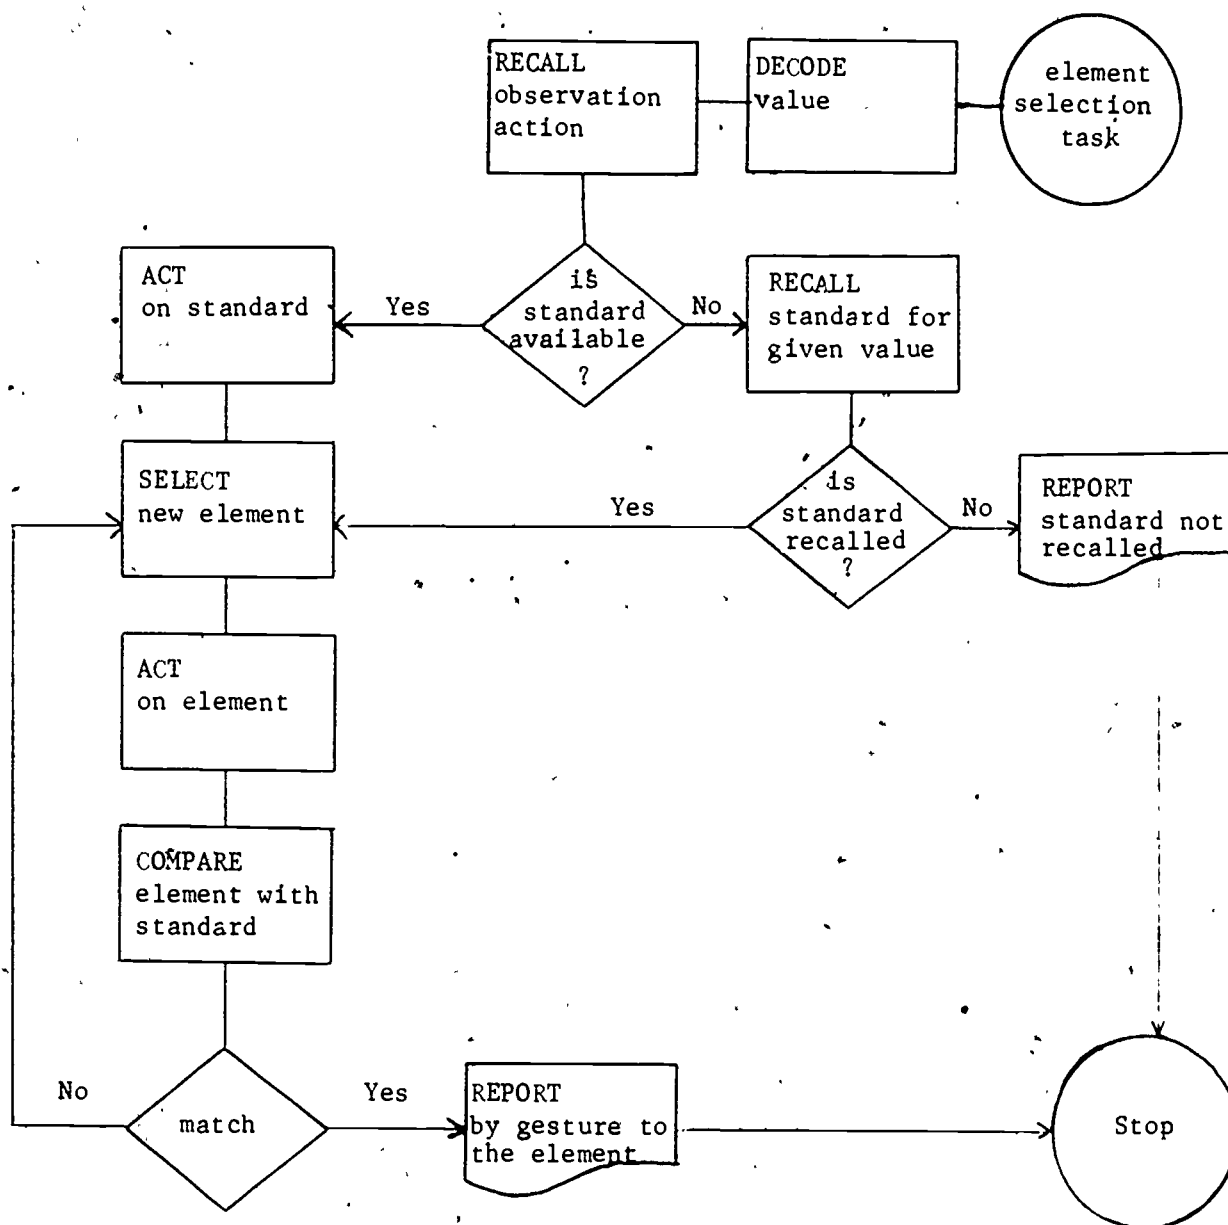 RECALL
observation
action
DECODE
value
element
selection
task
ACT
on standard
Yes
is
standard
available
?
No
RECALL
standard for
given value
SELECT
new element
Yes
is
standard
recalled
?
No
REPORT
standard not
recalled
ACT
on element
COMPARE
element with
standard
No
match
Yes
REPORT
by gesture to
the element
Stop